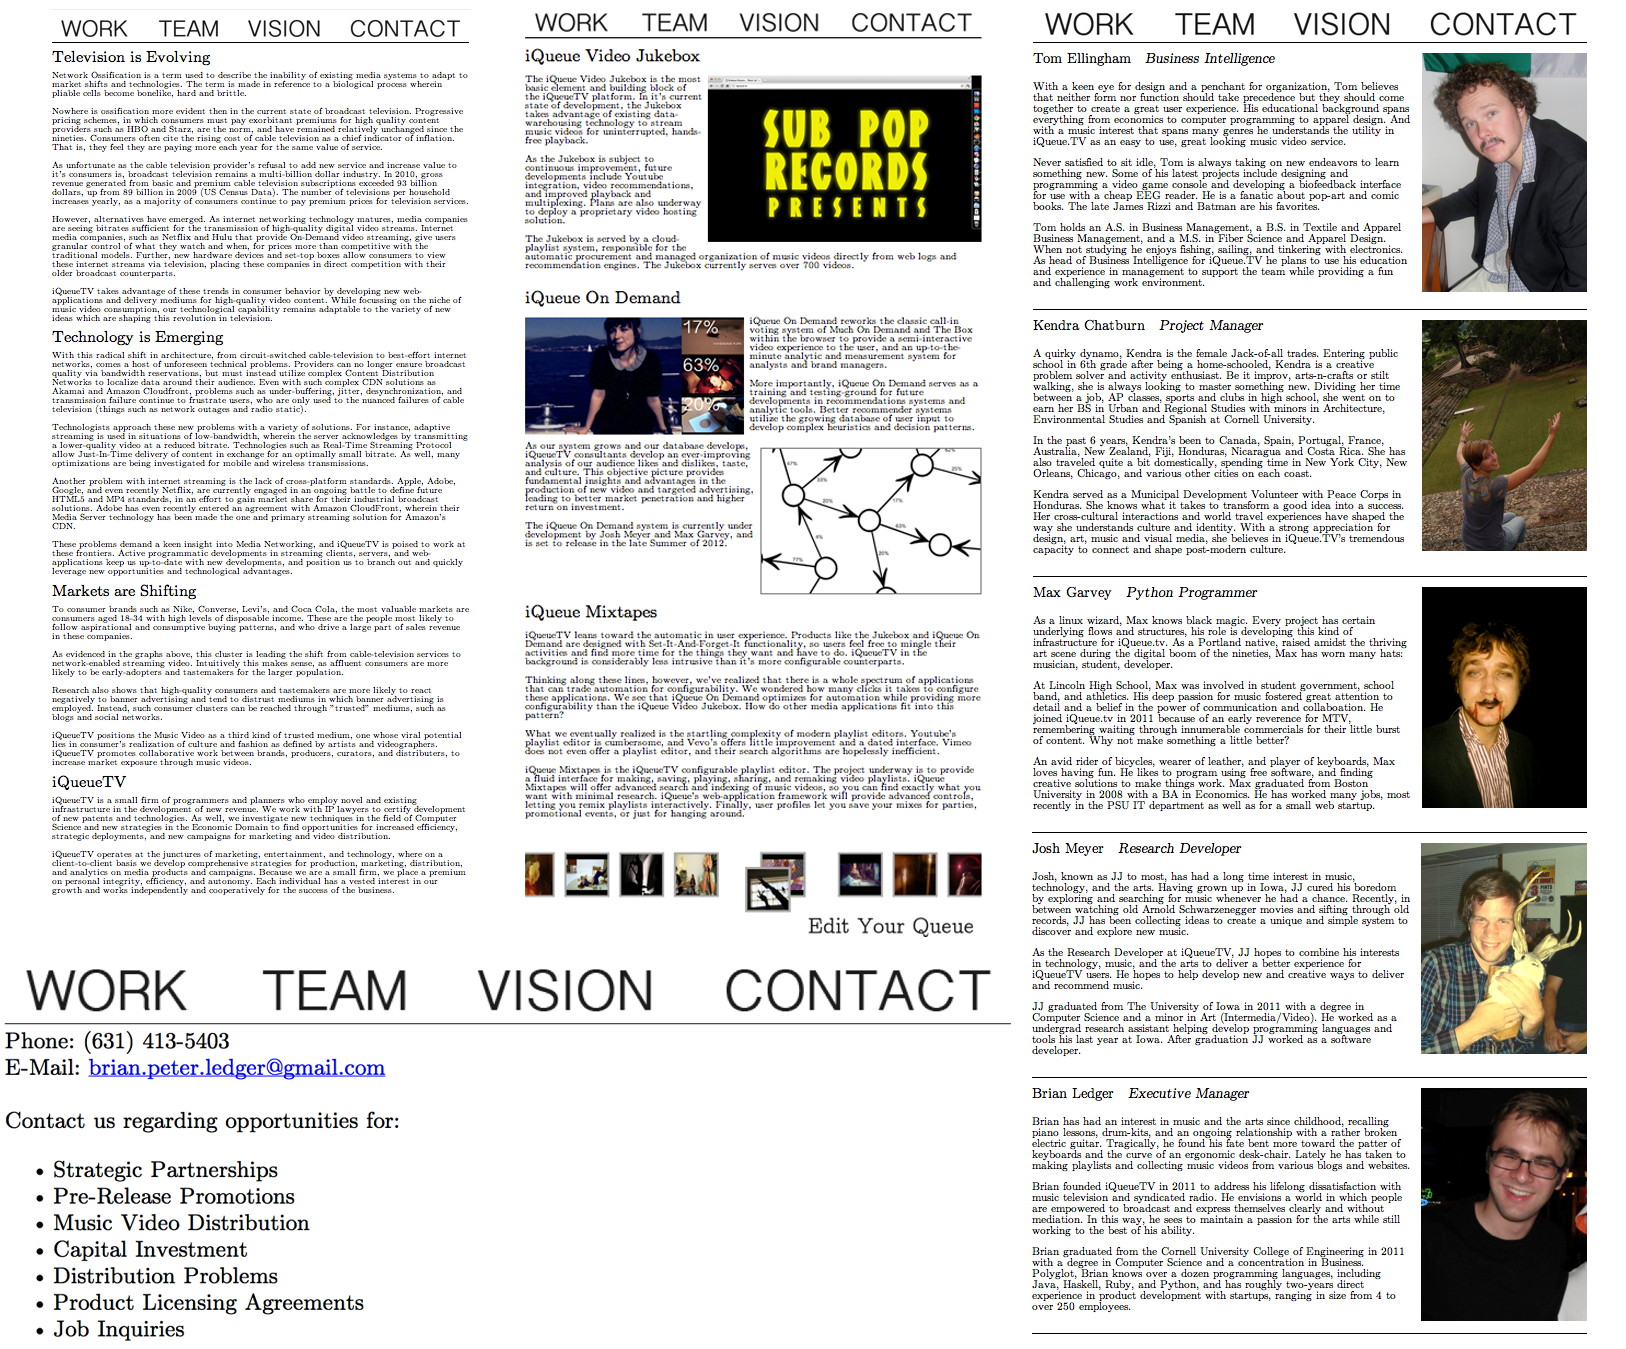 WORK TEAM VISION CONTACT
Television is Evolving
Network Ossification is a term used to describe the inability of existing media systems to adapt to
market shifts and technologies. The term is made in reference to a biological process wherein
pliable cells become bonelike, hard and brittle.
Nowhere is ossification more evident then in the current state of broadcast television. Progressive
pricing schemes, in which consumers must pay exorbitant premiums for high quality content
providers such as HBO and Starz, are the norm, and have remained relatively unchanged since the
nineties. Consumers often cite the rising cost of cable television as a chief indicator of inflation.
That is, they feel they are paying more each year for the same value of service.
As unfortunate as the cable television provider's refusal to add new service and increase value to
it's consumers is, broadcast television remains a multi-billion dollar industry. In 2010, gross
revenue generated from basic and premium cable television subscriptions exceeded 93 billion
dollars, up from 89 billion in 2009 (US Census Data). The number of televisions per household
increases yearly, as a majority of consumers continue to pay premium prices for television services.
However, alternatives have emerged. As internet networking technology matures, media companies
are seeing bitrates sufficient for the transmission of high-quality digital video streams. Internet
media companies, such as Netflix and Hulu that provide On-Demand video streaming, give users
granular control of what they watch and when, for prices more than competitive with the
traditional models. Further, new hardware devices and set-top boxes allow consumers to view
these internet streams via television, placing these companies in direct competition with their
older broadcast counterparts.
iQueueTV takes advantage of these trends in consumer behavior by developing new web-
applications and delivery mediums for high-quality video content. While focussing on the niche of
music video consumption, our technological capability remains adaptable to the variety of new
ideas which are shaping this revolution in television.
Technology is Emerging
With this radical shift in architecture, from circuit-switched cable-television to best-effort internet
networks, comes a host of unforeseen technical problems. Providers can no longer ensure broadcast
quality via bandwidth reservations, but must instead utilize complex Content Distribution
Networks to localize data around their audience. Even with such complex CDN solutions as
Akamai and Amazon Cloudfront, problems such as under-buffering, jitter, desynchronization, and
transmission failure continue to frustrate users, who are only used to the nuanced failures of cable
television (things such as network outages and radio static).
Technologists approach these new problems with a variety of solutions. For instance, adaptive
streaming is used in situations of low-bandwidth, wherein the server acknowledges by transmitting
a lower-quality video at a reduced bitrate. Technologies such as Real-Time Streaming Protocol
allow Just-In-Time delivery of content in exchange for an optimally small bitrate. As well, many
optimizations are being investigated for mobile and wireless transmissions.
Another problem with internet streaming is the lack of cross-platform standards. Apple, Adobe,
Google, and even recently Netflix, are currently engaged in an ongoing battle to define future
HTML5 and MP4 standards, in an effort to gain market share for their industrial broadcast
solutions. Adobe has even recently entered an agreement with Amazon CloudFront, wherein their
Media Server technology has been made the one and primary streaming solution for Amazon's
CDN.
These problems demand a keen insight into Media Networking, and iQueueTV is poised to work at
these frontiers. Active programmatic developments in streaming clients, servers, and web-
applications keep us up-to-date with new developments, and position us to branch out and quickly
leverage new opportunities and technological advantages.
Markets are Shifting
To consumer brands such as Nike, Converse, Levi's, and Coca Cola, the most valuable markets are
consumers aged 18-34 with high levels of disposable income. These are the people most likely to
follow aspirational and consumptive buying patterns, and who drive a large part of sales revenue
in these companies.
As evidenced in the graphs above, this cluster is leading the shift from cable-television services to
network-enabled streaming video. Intuitively this makes sense, as affluent consumers are more
likely to be early-adopters and tastemakers for the larger population.
Research also shows that high-quality consumers and tastemakers are more likely to react
negatively to banner advertising and tend to distrust mediums in which banner advertising is
employed. Instead, such consumer clusters can be reached through "trusted" mediums, such as
blogs and social networks.
iQueueTV positions the Music Video as a third kind of trusted medium, one whose viral potential
lies in consumer's realization of culture and fashion as defined by artists and videographers.
iQueueTV promotes collaborative work between brands, producers, curators, and distributers, to
increase market exposure through music videos.
iQueueTV
iQueueTV is a small firm of programmers and planners who employ novel and existing
infrastructure in the development of new revenue. We work with IP lawyers to certify development
of new patents and technologies. As well, we investigate new techniques in the field of Computer
Science and new strategies in the Economic Domain to find opportunities for increased efficiency,
strategic deployments, and new campaigns for marketing and video distribution.
iQueueTV operates at the junctures of marketing, entertainment, and technology, where on a
client-to-client basis we develop comprehensive strategies for production, marketing, distribution,
and analytics on media products and campaigns. Because we are a small firm, we place a premium
on personal integrity, efficiency, and autonomy. Each individual has a vested interest in our
growth and works independently and cooperatively for the success of the business.
WORK TEAM VISION CONTACT
iQueue Video Jukebox
The iQueue Video Jukebox is the most
basic element and building block of
the iQueueTV platform. In it's current
state of development, the Jukebox
takes advantage of existing data-
warehousing technology to stream
music videos for uninterrupted, hands-
free playback.
As the Jukebox is subject to
continuous improvement, future
developments include Youtube
integration, video recommendations,
and improved playback and
multiplexing. Plans are also underway
to deploy a proprietary video hosting
solution.
The Jukebox is served by a cloud-
playlist system, responsible for the
automatic procurement and managed organization of music videos directly from web logs and
recommendation engines. The Jukebox currently serves over 700 videos.
SUB POP
RECORDS
PRESENTS
iQueue On Demand
17%
63%
20%
iQueue On Demand reworks the classic call-in
voting system of Much On Demand and The Box
within the browser to provide a semi-interactive
video experience to the user, and an up-to-the-
minute analytic and measurement system for
analysts and brand managers.
More importantly, iQueue On Demand serves as a
training and testing-ground for future
developments in recommendations systems and
analytic tools. Better recommender systems
utilize the growing database of user input to
develop complex heuristics and decision patterns.
As our system grows and our database develops,
iQueueTV consultants develop an ever-improving
analysis of our audience likes and dislikes, taste,
and culture. This objective picture provides
fundamental insights and advantages in the
production of new video and targeted advertising,
leading to better market penetration and higher
return on investment.
The iQueue On Demand system is currently under
development by Josh Meyer and Max Garvey, and
is set to release in the late Summer of 2012.
47%
33%
20%
4%
77%
62%
25%
17%
63%
20%
iQueue Mixtapes
iQueueTV leans toward the automatic in user experience. Products like the Jukebox and iQueue On
Demand are designed with Set-It-And-Forget-It functionality, so users feel free to mingle their
activities and find more time for the things they want and have to do. iQueueTV in the
background is considerably less intrusive than it's more configurable counterparts.
Thinking along these lines, however, we've realized that there is a whole spectrum of applications
that can trade automation for configurability. We wondered how many clicks it takes to configure
these applications. We see that iQueue On Demand optimizes for automation while providing more
configurability than the iQueue Video Jukebox. How do other media applications fit into this
pattern?
What we eventually realized is the startling complexity of modern playlist editors. Youtube's
playlist editor is cumbersome, and Vevo's offers little improvement and a dated interface. Vimeo
does not even offer a playlist editor, and their search algorithms are hopelessly inefficient.
iQueue Mixtapes is the iQueueTV configurable playlist editor. The project underway is to provide
a fluid interface for making, saving, playing, sharing, and remaking video playlists. iQueue
Mixtapes will offer advanced search and indexing of music videos, so you can find exactly what you
want with minimal research. iQueue's web-application framework will provide advanced controls,
letting you remix playlists interactively. Finally, user profiles let you save your mixes for parties,
promotional events, or just for hanging around.
Edit Your Queue
WORK TEAM VISION CONTACT
Tom Ellingham Business Intelligence
With a keen eye for design and a penchant for organization, Tom believes
that neither form nor function should take precedence but they should come
together to create a great user experience. His educational background spans
everything from economics to computer programming to apparel design. And
with a music interest that spans many genres he understands the utility in
iQueue.TV as an easy to use, great looking music video service.
Never satisfied to sit idle, Tom is always taking on new endeavors to learn
something new. Some of his latest projects include designing and
programming a video game console and developing a biofeedback interface
for use with a cheap EEG reader. He is a fanatic about pop-art and comic
books. The late James Rizzi and Batman are his favorites.
Tom holds an A.S. in Business Management, a B.S. in Textile and Apparel
Business Management, and a M.S. in Fiber Science and Apparel Design.
When not studying he enjoys fishing, sailing, and tinkering with electronics.
As head of Business Intelligence for iQueue.TV he plans to use his education
and experience in management to support the team while providing a fun
and challenging work environment.
Kendra Chatburn Project Manager
A quirky dynamo, Kendra is the female Jack-of-all trades. Entering public
school in 6th grade after being a home-schooled, Kendra is a creative
problem solver and activity enthusiast. Be it improv, arts-n-crafts or stilt
walking, she is always looking to master something new. Dividing her time
between a job, AP classes, sports and clubs in high school, she went on to
earn her BS in Urban and Regional Studies with minors in Architecture,
Environmental Studies and Spanish at Cornell University.
In the past 6 years, Kendra's been to Canada, Spain, Portugal, France,
Australia, New Zealand, Fiji, Honduras, Nicaragua and Costa Rica. She has
also traveled quite a bit domestically, spending time in New York City, New
Orleans, Chicago, and various other cities on each coast.
Kendra served as a Municipal Development Volunteer with Peace Corps in
Honduras. She knows what it takes to transform a good idea into a success.
Her cross-cultural interactions and world travel experiences have shaped the
way she understands culture and identity. With a strong appreciation for
design, art, music and visual media, she believes in iQueue.TV's tremendous
capacity to connect and shape post-modern culture.
Max Garvey Python Programmer
As a linux wizard, Max knows black magic. Every project has certain
underlying flows and structures, his role is developing this kind of
infrastructure for iQueue.tv. As a Portland native, raised amidst the thriving
art scene during the digital boom of the nineties, Max has worn many hats:
musician, student, developer.
At Lincoln High School, Max was involved in student government, school
band, and athletics. His deep passion for music fostered great attention to
detail and a belief in the power of communication and collaboation. He
joined iQueue.tv in 2011 because of an early reverence for MTV,
remembering waiting through innumerable commercials for their little burst
of content. Why not make something a little better?
An avid rider of bicycles, wearer of leather, and player of keyboards, Max
loves having fun. He likes to program using free software, and finding
creative solutions to make things work. Max graduated from Boston
University in 2008 with a BA in Economics. He has worked many jobs, most
recently in the PSU IT department as well as for a small web startup.
Josh Meyer Research Developer
Josh, known as JJ to most, has had a long time interest in music,
technology, and the arts. Having grown up in Iowa, JJ cured his boredom
by exploring and searching for music whenever he had a chance. Recently, in
between watching old Arnold Schwarzenegger movies and sifting through old
records, JJ has been collecting ideas to create a unique and simple system to
discover and explore new music.
As the Research Developer at iQueueTV, JJ hopes to combine his interests
in technology, music, and the arts to deliver a better experience for
iQueueTV users. He hopes to help develop new and creative ways to deliver
and recommend music.
JJ graduated from The University of Iowa in 2011 with a degree in
Computer Science and a minor in Art (Intermedia/Video). He worked as a
undergrad research assistant helping develop programming languages and
tools his last year at Iowa. After graduation JJ worked as a software
developer.
Brian Ledger Executive Manager
Brian has had an interest in music and the arts since childhood, recalling
piano lessons, drum-kits, and an ongoing relationship with a rather broken
electric guitar. Tragically, he found his fate bent more toward the patter of
keyboards and the curve of an ergonomic desk-chair. Lately he has taken to
making playlists and collecting music videos from various blogs and websites.
Brian founded iQueueTV in 2011 to address his lifelong dissatisfaction with
music television and syndicated radio. He envisions a world in which people
are empowered to broadcast and express themselves clearly and without
mediation. In this way, he sees to maintain a passion for the arts while still
working to the best of his ability.
Brian graduated from the Cornell University College of Engineering in 2011
with a degree in Computer Science and a concentration in Business.
Polyglot, Brian knows over a dozen programming languages, including
Java, Haskell, Ruby, and Python, and has roughly two-years direct
experience in product development with startups, ranging in size from 4 to
over 250 employees.
WORK TEAM VISION CONTACT
Phone: (631) 413-5403
E-Mail: brian.peter.ledger@gmail.com
Contact us regarding opportunities for:
• Strategic Partnerships
• Pre-Release Promotions
• Music Video Distribution
• Capital Investment
• Distribution Problems
• Product Licensing Agreements
• Job Inquiries